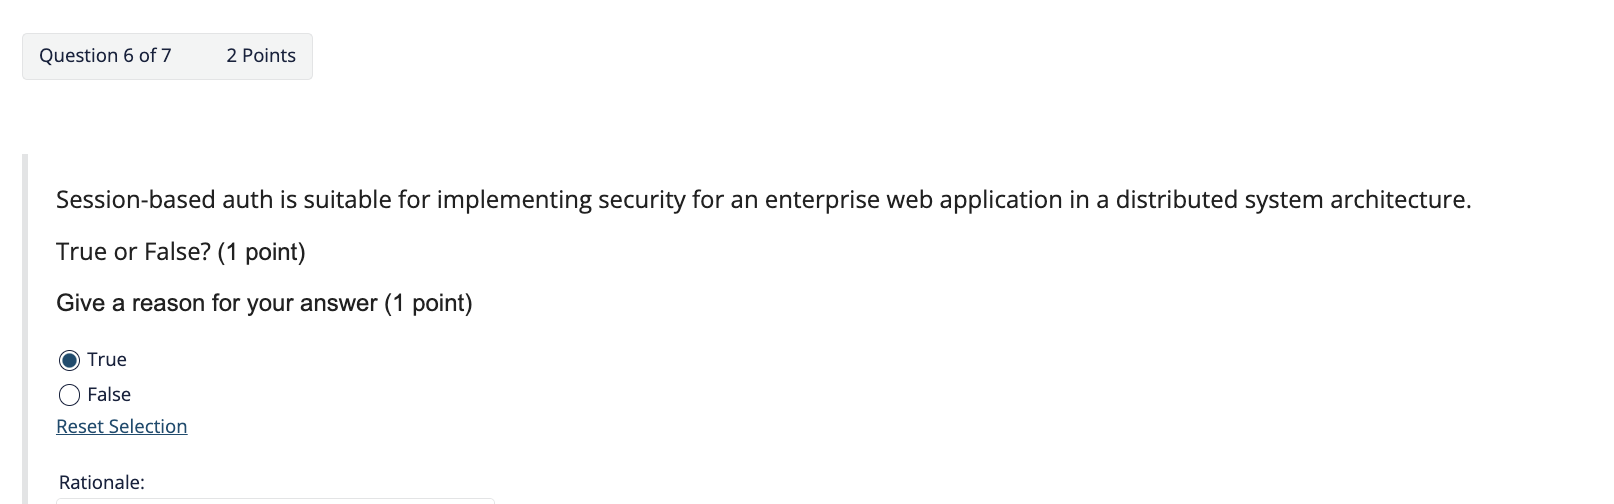 Question 6 of 7 2 Points
Session-based auth is suitable for implementing security for an enterprise web application in a distributed system architecture.
True or False? (1 point)
Give a reason for your answer (1 point)
True
False
Reset Selection
Rationale: